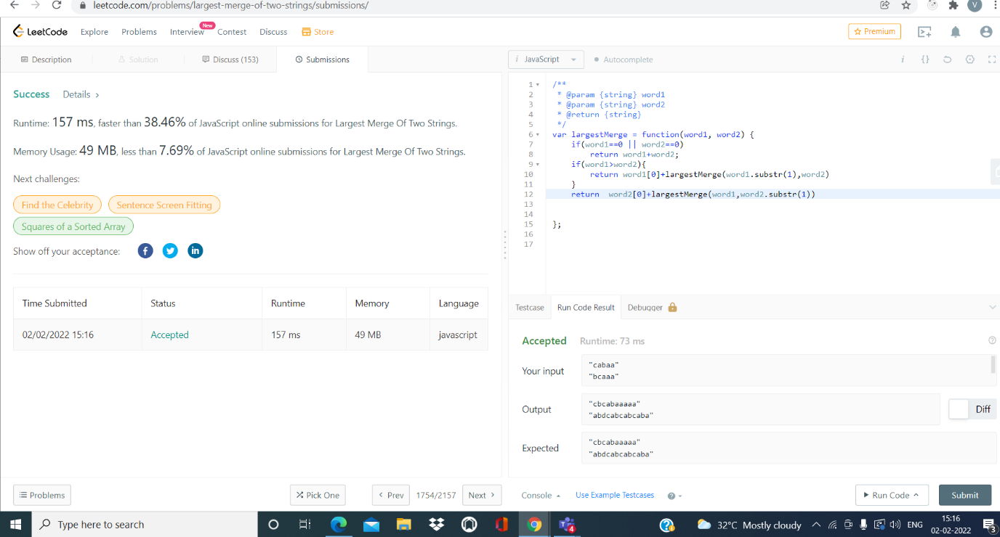 leetcode.com/problems/largest-merge-of-two-strings/submissions/
V
LeetCode Explore Problems Interview New Contest Discuss Store
Premium
Description Solution Discuss (153) Submissions
i JavaScript Autocomplete
i {}
Success Details >
Runtime: 157 ms, faster than 38.46% of JavaScript online submissions for Largest Merge Of Two Strings.
Memory Usage: 49 MB, less than 7.69% of JavaScript online submissions for Largest Merge Of Two Strings.
Next challenges:
Find the Celebrity Sentence Screen Fitting
Squares of a Sorted Array
Show off your acceptance: f in
Time Submitted Status Runtime Memory Language
02/02/2022 15:16 Accepted 157 ms 49 MB javascript
1 /**
2 * @param {string} word1
3 * @param {string} word2
4 * @return {string}
5 */
6 var largestMerge = function(word1, word2) {
7 if(word1==0 || word2==0)
8 return word1+word2;
9 if(word1>word2){
10 return word1[0]+largestMerge(word1.substr(1),word2)
11 }
12 return word2[0]+largestMerge(word1,word2.substr(1))
13
14
15 };
16
17
Testcase Run Code Result Debugger
Accepted Runtime: 73 ms
Your input
"cabaa"
"bcaaa"
Output
"cbcabaaaaa"
"abdcabcabcaba"
Diff
Expected
"cbcabaaaaa"
"abdcabcabcaba"
Problems Pick One < Prev 1754/2157 Next >
Console Use Example Testcases ? Run Code Submit
Type here to search
4
32°C Mostly cloudy ENG
15:16
02-02-2022
3